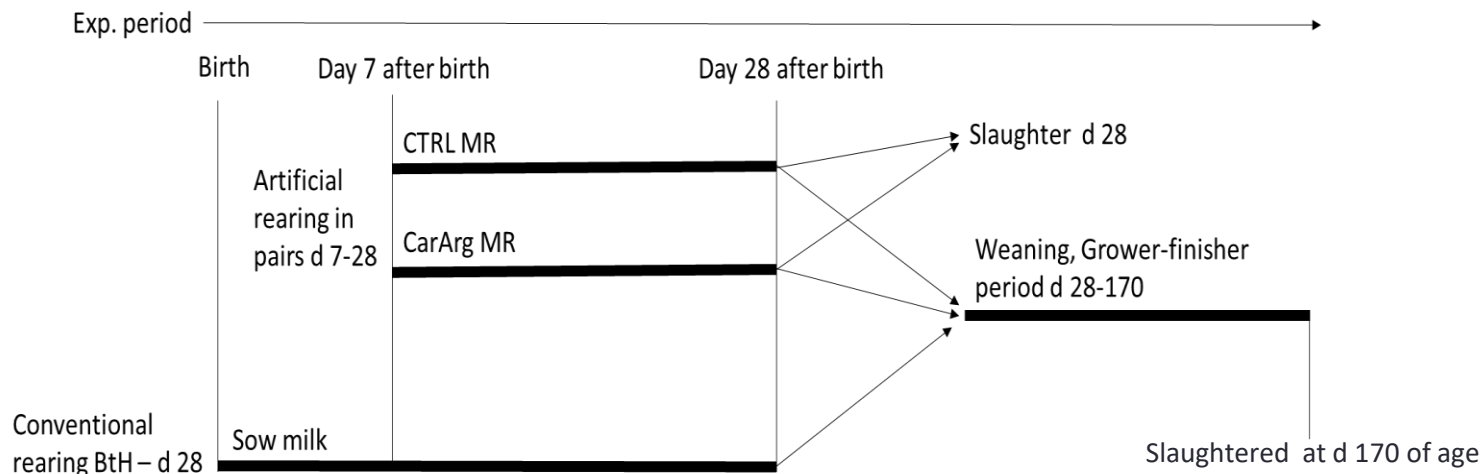 Exp. period
Birth
Day 7 after birth
Day 28 after birth
CTRL MR
Slaughter d 28
Artificial
rearing in
pairs d 7-28
CarArg MR
Weaning, Grower-finisher
period d 28-170
Conventional
rearing BtH – d 28
Sow milk
Slaughtered at d 170 of age